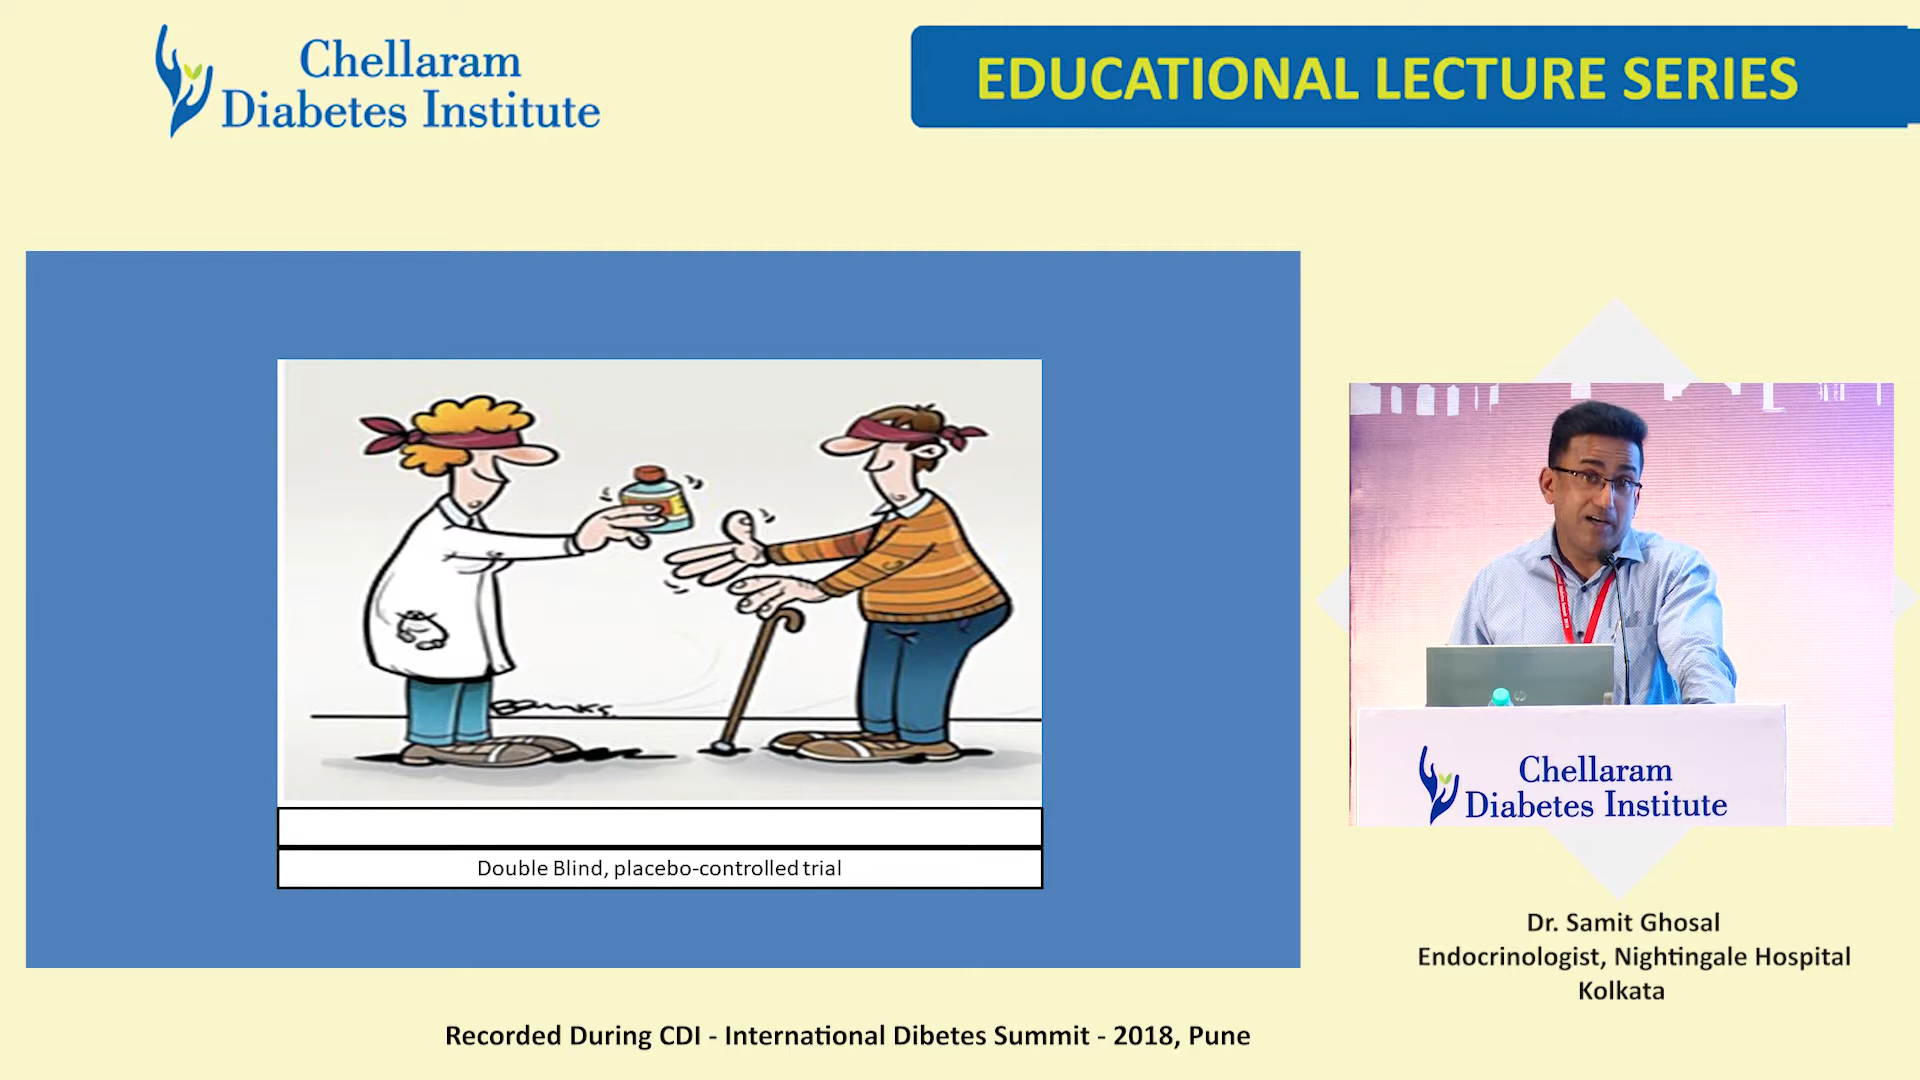 Chellaram
Diabetes Institute
EDUCATIONAL LECTURE SERIES
Double Blind, placebo-controlled trial
Chellaram
Diabetes Institute
Dr. Samit Ghosal
Endocrinologist, Nightingale Hospital
Kolkata
Recorded During CDI - International Dibetes Summit - 2018, Pune